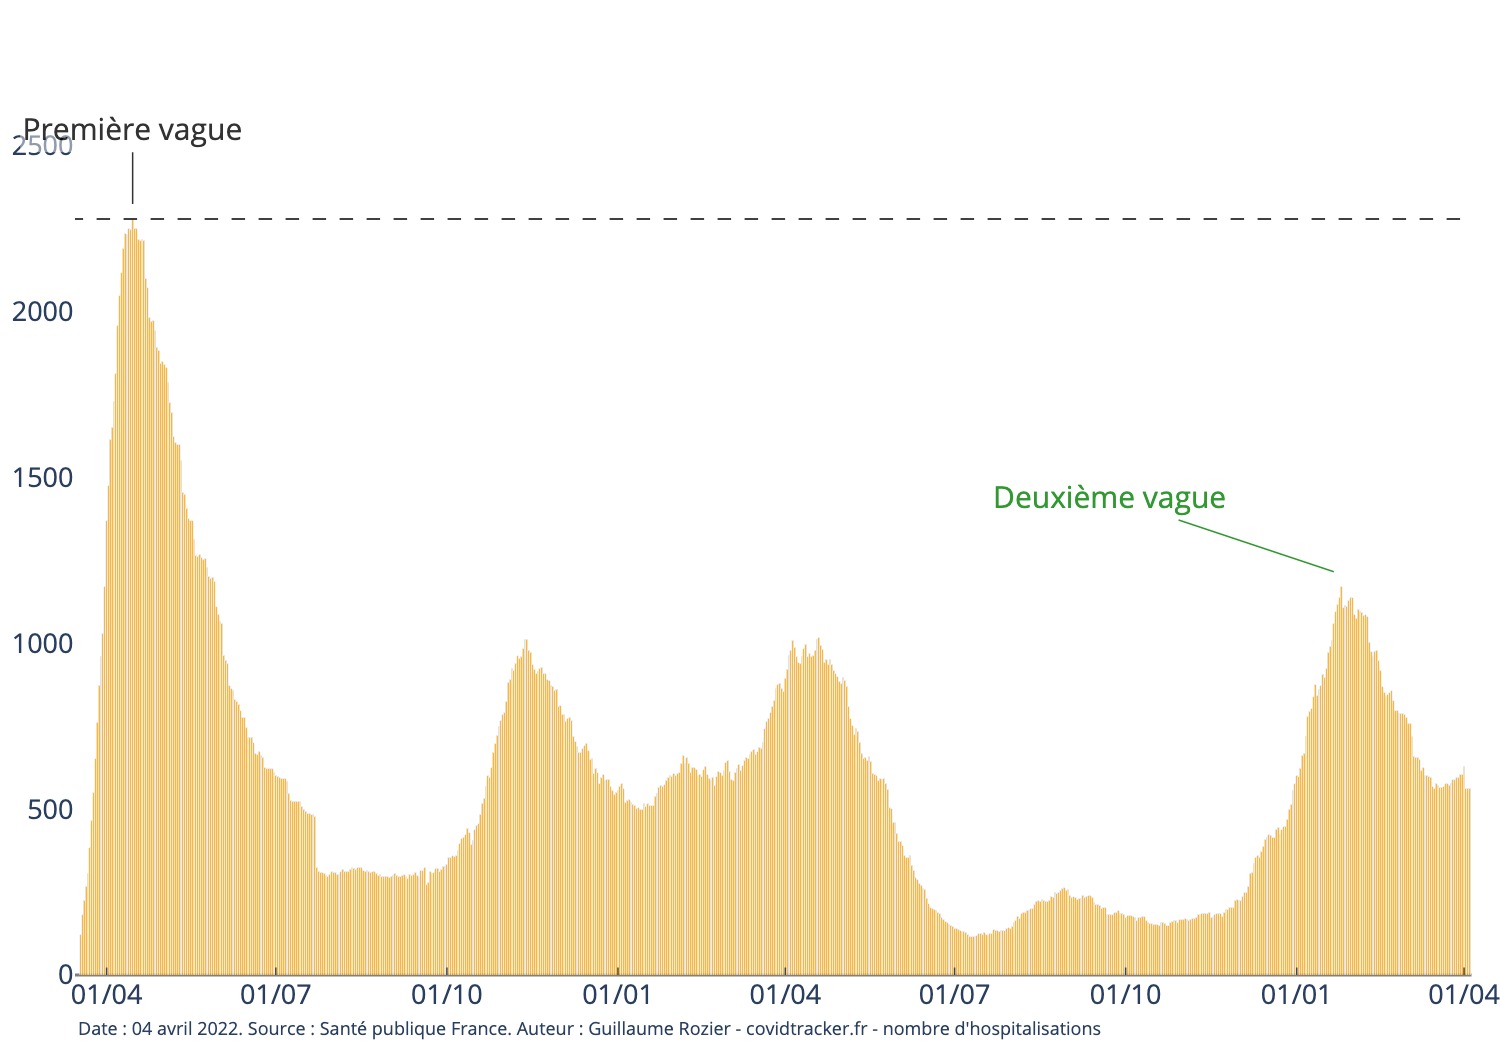 Première vague
2500
2000
1500
Deuxième vague
1000
500
0
01/04 01/07 01/10 01/01 01/04 01/07 01/10 01/01 01/04
Date : 04 avril 2022. Source : Santé publique France. Auteur : Guillaume Rozier - covidtracker.fr - nombre d'hospitalisations